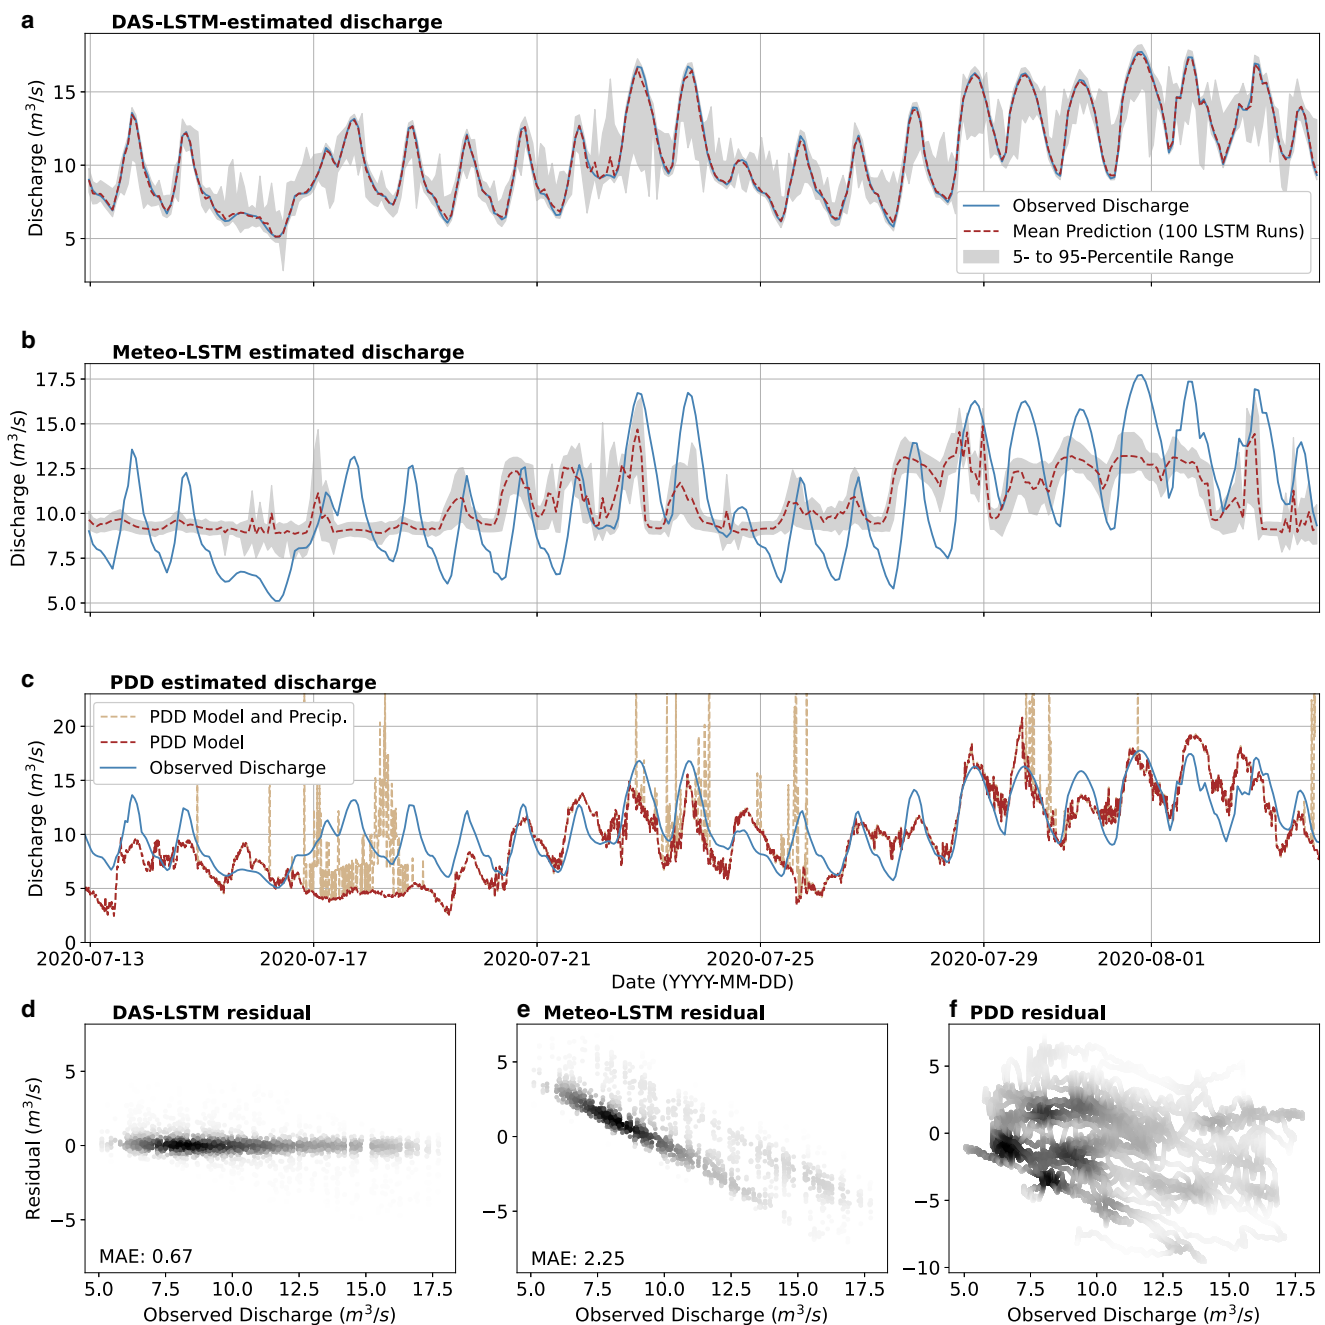 a DAS-LSTM-estimated discharge
15
10
5
Discharge (m³/s)
Observed Discharge
Mean Prediction (100 LSTM Runs)
5- to 95-Percentile Range
b Meteo-LSTM estimated discharge
17.5
15.0
12.5
10.0
7.5
5.0
Discharge (m³/s)
c PDD estimated discharge
20
15
10
5
0
Discharge (m³/s)
PDD Model and Precip.
PDD Model
Observed Discharge
2020-07-13 2020-07-17 2020-07-21 2020-07-25 2020-07-29 2020-08-01
Date (YYYY-MM-DD)
d DAS-LSTM residual
5
0
−5
Residual (m³/s)
MAE: 0.67
5.0 7.5 10.0 12.5 15.0 17.5
Observed Discharge (m³/s)
e Meteo-LSTM residual
5
0
−5
MAE: 2.25
5.0 7.5 10.0 12.5 15.0 17.5
Observed Discharge (m³/s)
f PDD residual
5
0
−5
−10
5.0 7.5 10.0 12.5 15.0 17.5
Observed Discharge (m³/s)